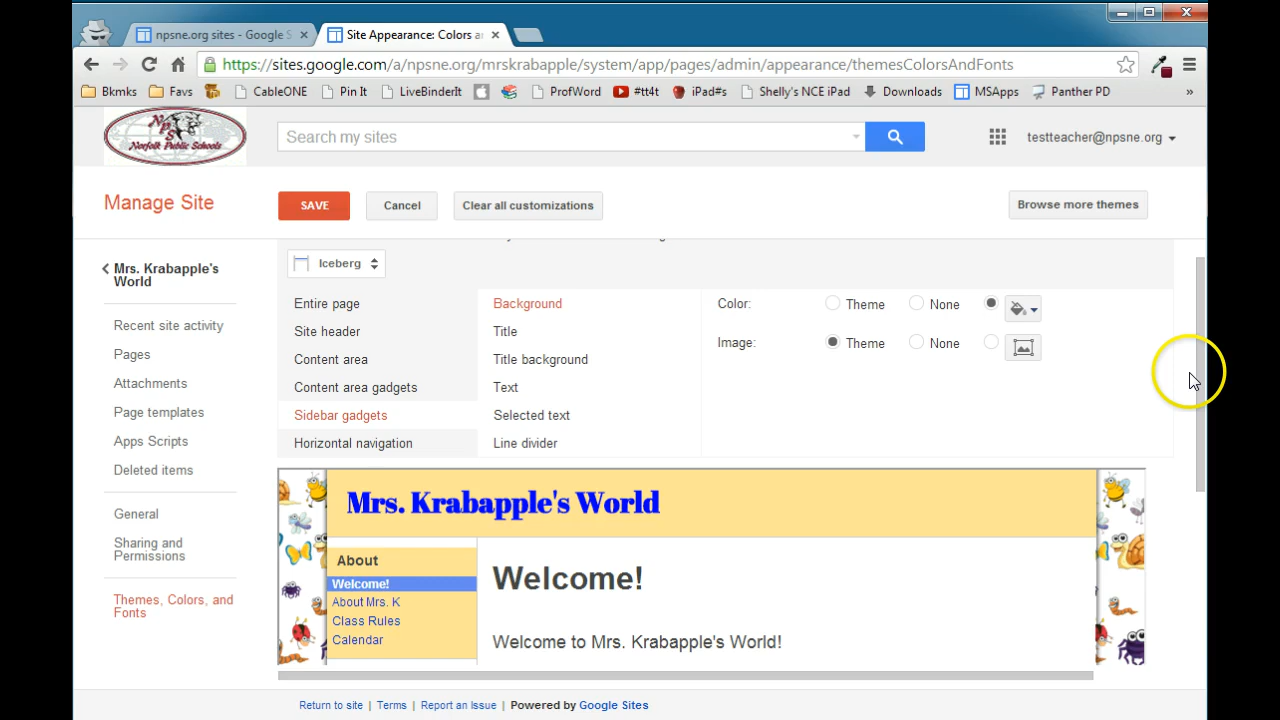 npsne.org sites - Google S
Site Appearance: Colors a
https://sites.google.com/a/npsne.org/mrskrabapple/system/app/pages/admin/appearance/themesColorsAndFonts
Bkmks Favs CableONE Pin It LiveBinderIt ProfWord #tt4t iPad#s Shelly's NCE iPad Downloads MSApps Panther PD »
NPS
Norfolk Public Schools
Search my sites
testteacher@npsne.org
Manage Site
SAVE Cancel Clear all customizations Browse more themes
Mrs. Krabapple's
World
Recent site activity
Pages
Attachments
Page templates
Apps Scripts
Deleted items
General
Sharing and
Permissions
Themes, Colors, and
Fonts
Iceberg
Entire page
Site header
Content area
Content area gadgets
Sidebar gadgets
Horizontal navigation
Background
Title
Title background
Text
Selected text
Line divider
Color: Theme None
Image: Theme None
Mrs. Krabapple's World
About
Welcome!
About Mrs. K
Class Rules
Calendar
Welcome!
Welcome to Mrs. Krabapple's World!
Return to site | Terms | Report an Issue | Powered by Google Sites